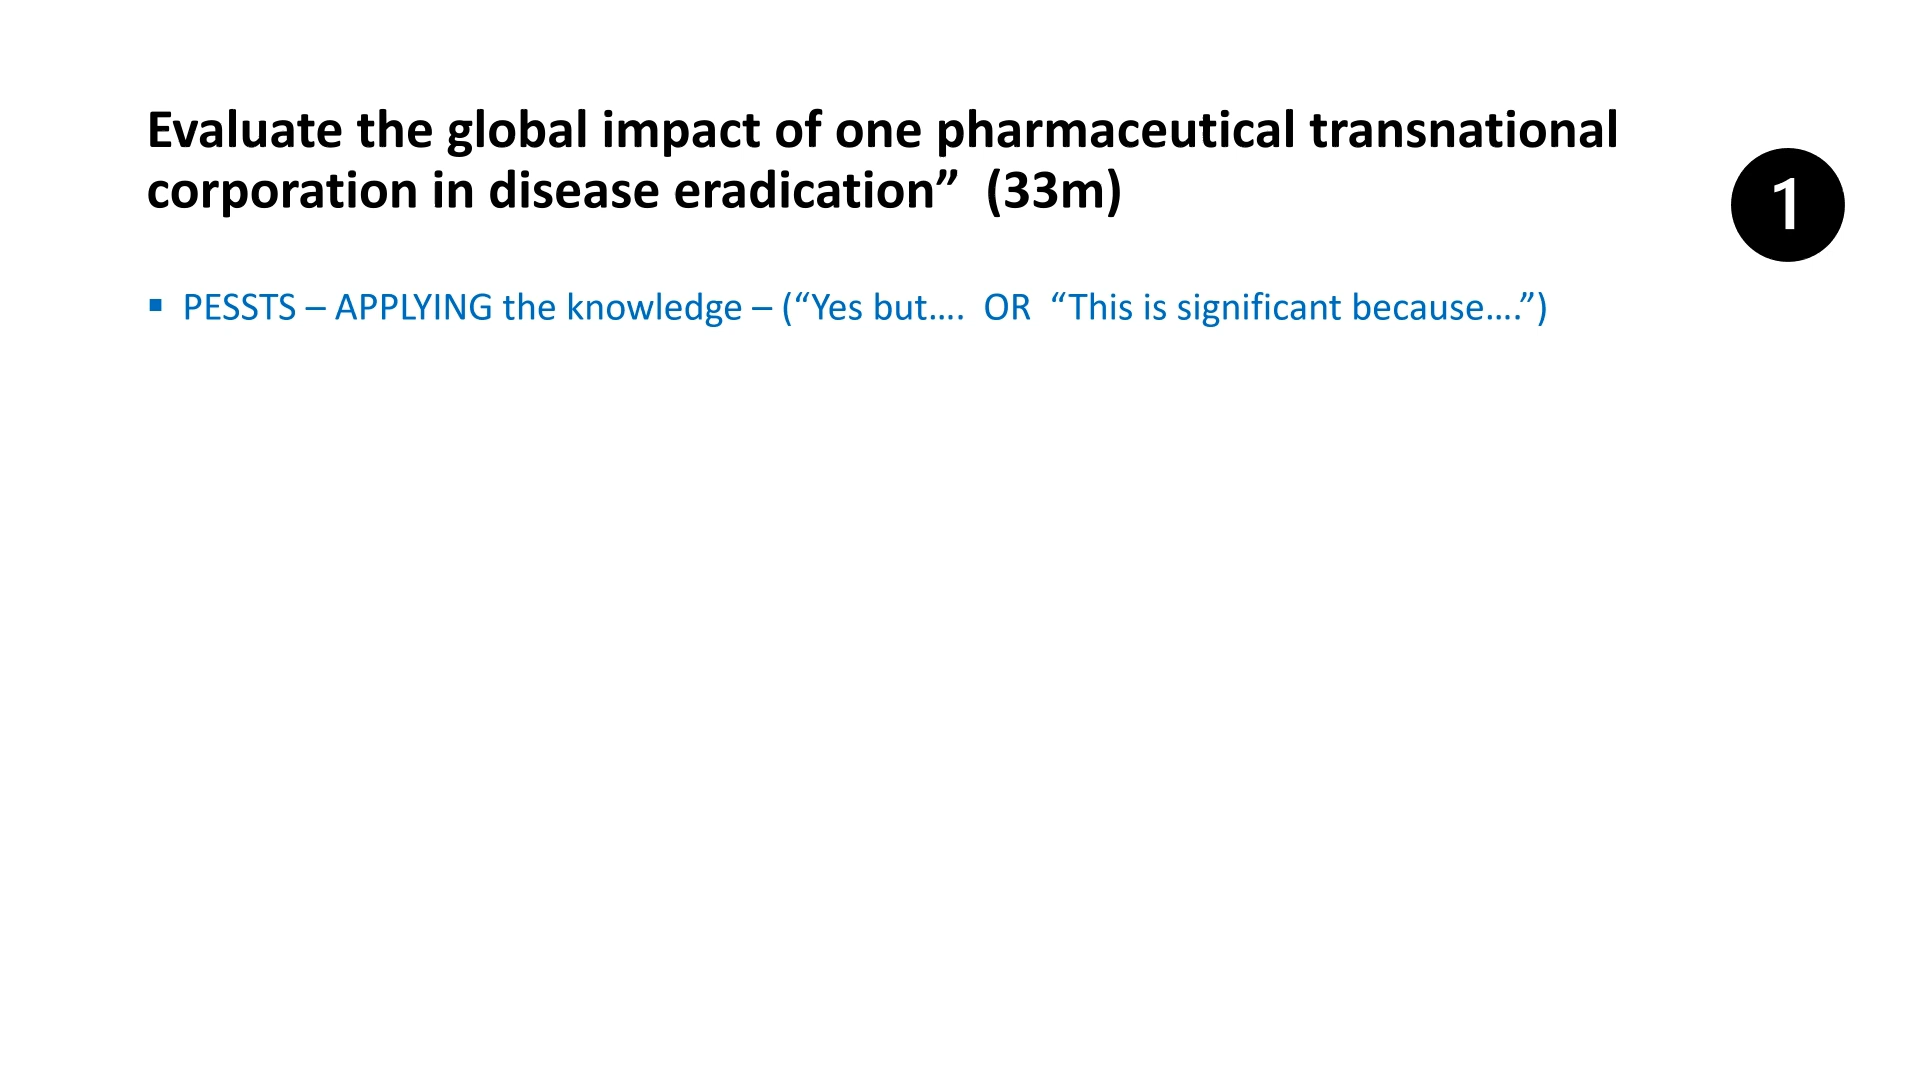 Evaluate the global impact of one pharmaceutical transnational
corporation in disease eradication”  (33m)
1
▪ PESSTS – APPLYING the knowledge – (“Yes but….  OR  “This is significant because….”)